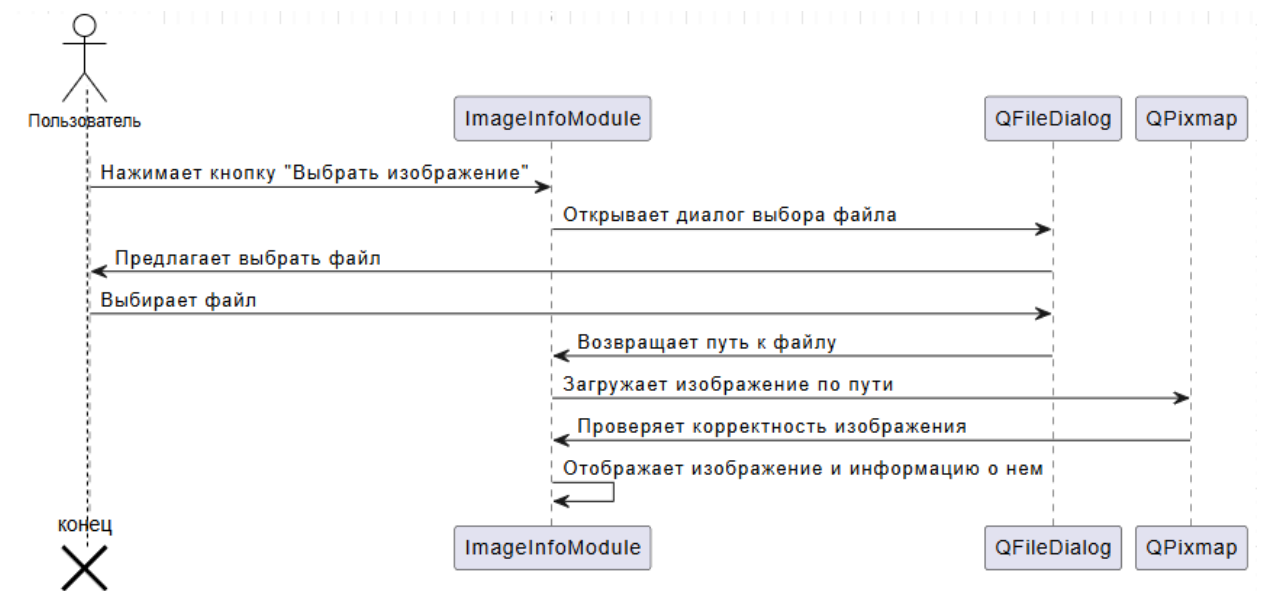 Пользователь
ImageInfoModule
QFileDialog
QPixmap
Нажимает кнопку "Выбрать изображение"
Открывает диалог выбора файла
Предлагает выбрать файл
Выбирает файл
Возвращает путь к файлу
Загружает изображение по пути
Проверяет корректность изображения
Отображает изображение и информацию о нем
конец
ImageInfoModule
QFileDialog
QPixmap